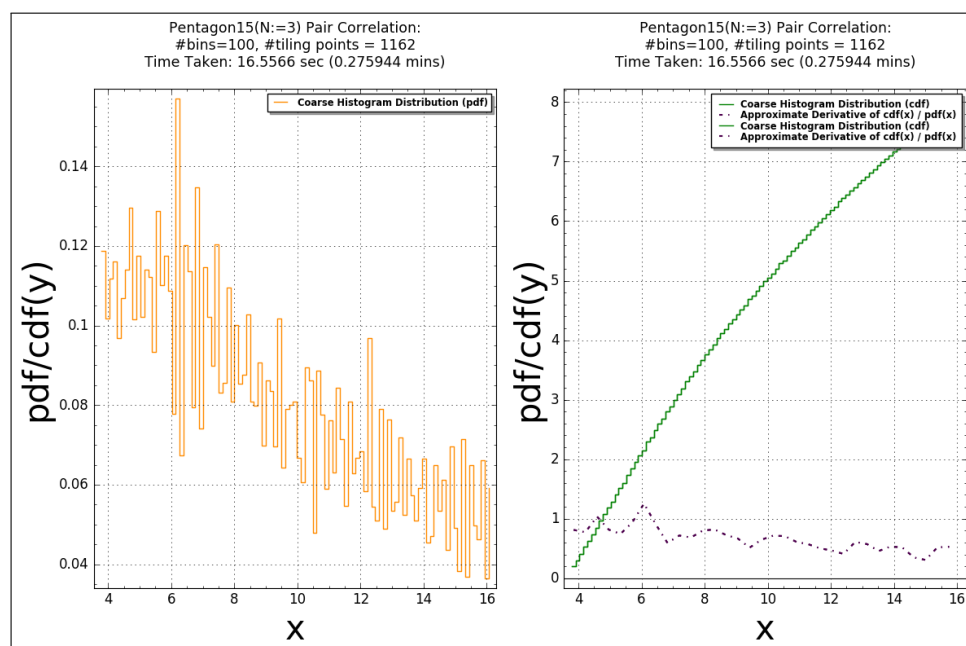 Pentagon15(N:=3) Pair Correlation:
#bins=100, #tiling points = 1162
Time Taken: 16.5566 sec (0.275944 mins)
Coarse Histogram Distribution (pdf)
0.14
0.12
0.1
0.08
0.06
0.04
pdf/cdf(y)
4 6 8 10 12 14 16
x
Pentagon15(N:=3) Pair Correlation:
#bins=100, #tiling points = 1162
Time Taken: 16.5566 sec (0.275944 mins)
Coarse Histogram Distribution (cdf)
Approximate Derivative of cdf(x) / pdf(x)
Coarse Histogram Distribution (cdf)
Approximate Derivative of cdf(x) / pdf(x)
8
7
6
5
4
3
2
1
0
pdf/cdf(y)
4 6 8 10 12 14 16
x